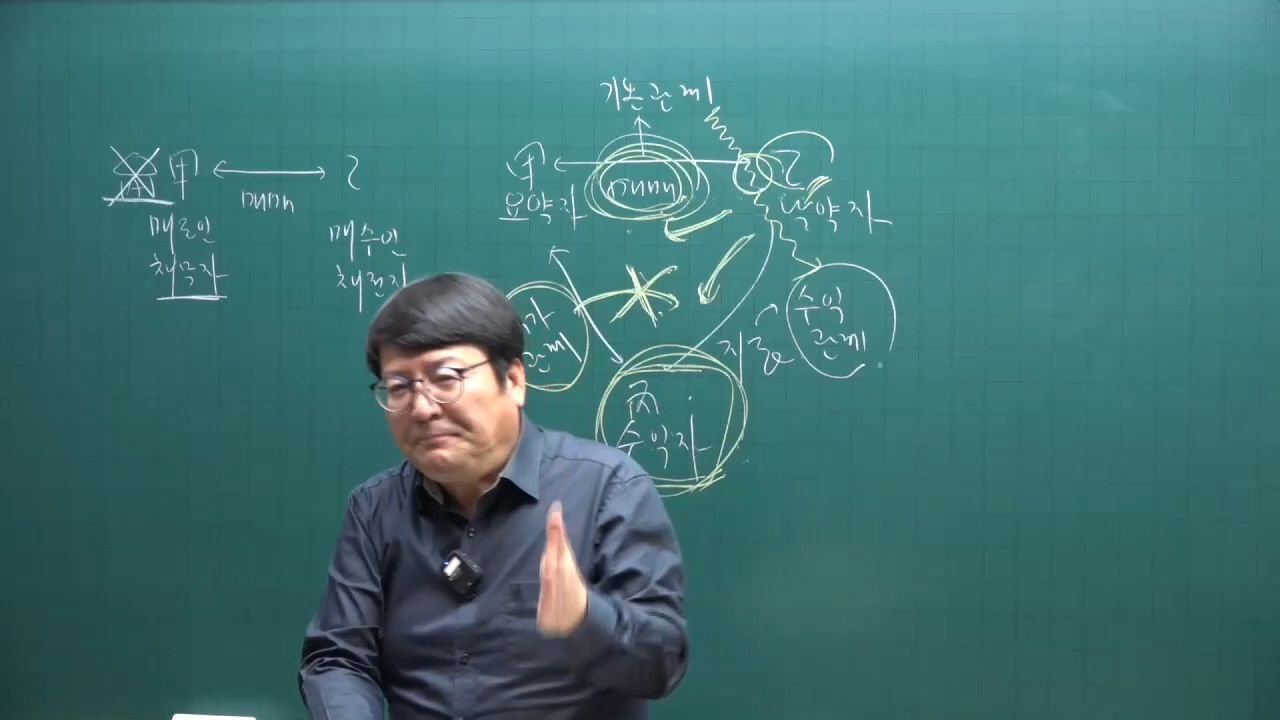 甲 ↔ 乙
매매
매도인
채무자
매수인
채권자
기본관계
甲 ↔ 乙
매매
요약자
낙약자
관계
丙
수익자
지급
수익
관계